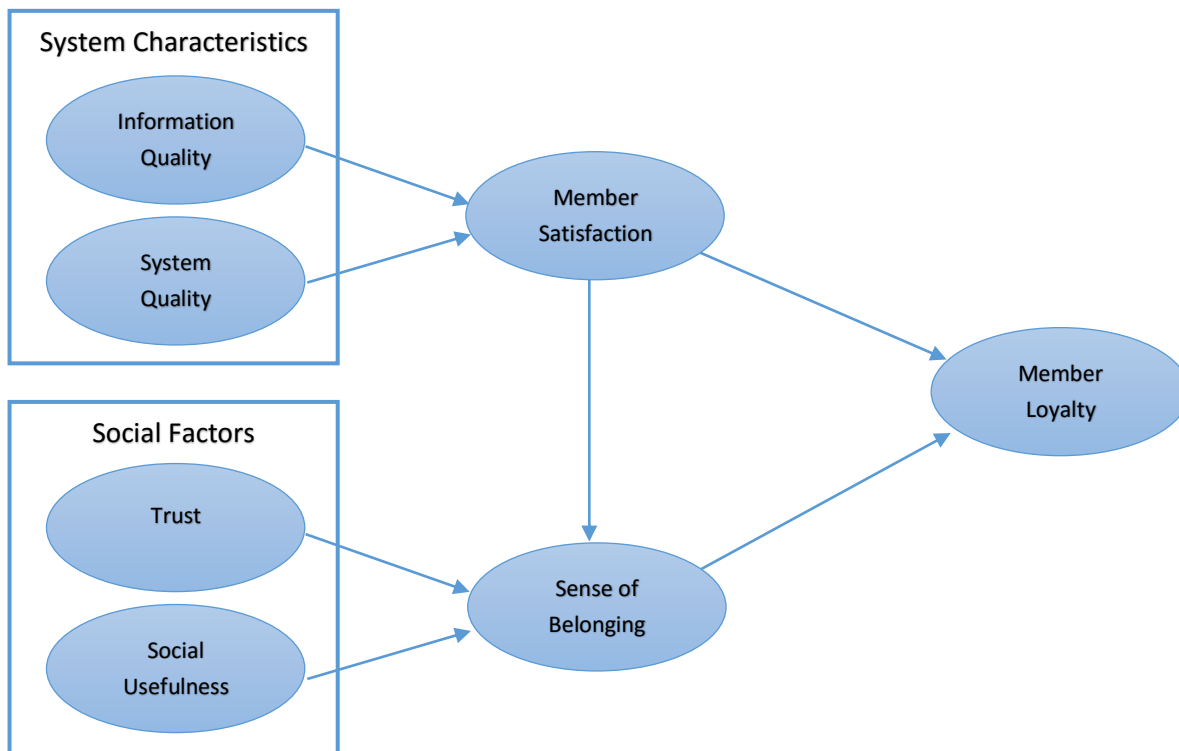 System Characteristics
Information
Quality
System
Quality
Member
Satisfaction
Member
Loyalty
Social Factors
Trust
Social
Usefulness
Sense of
Belonging